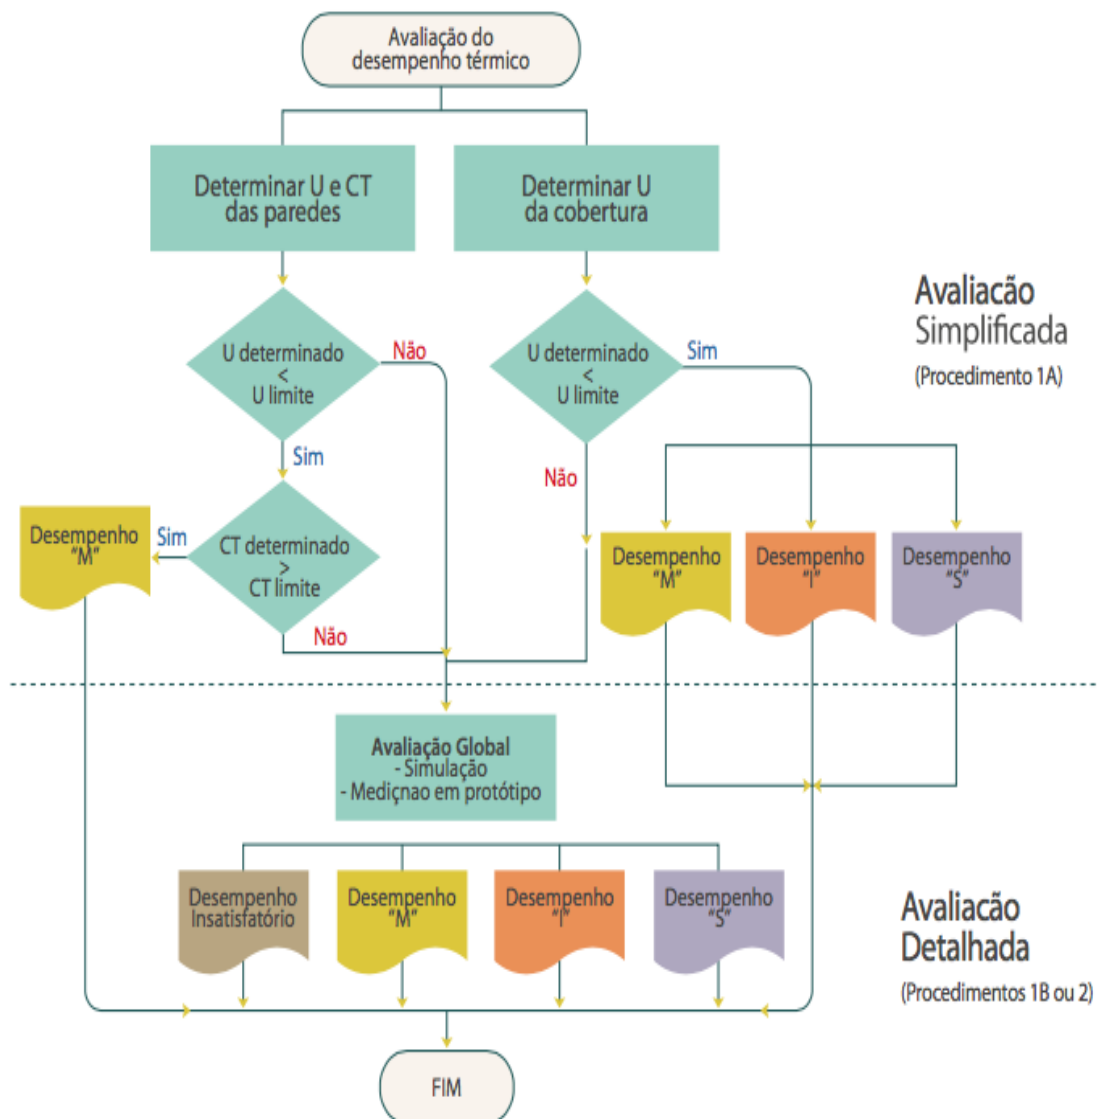 Avaliação do
desempenho térmico
Determinar U e CT
das paredes
Determinar U
da cobertura
Avaliacão
Simplificada
(Procedimento 1A)
U determinado
<
U limite
Não
U determinado
<
U limite
Sim
Sim
Não
Desempenho
"M"
Sim
CT determinado
>
CT limite
Não
Desempenho
"M"
Desempenho
"I"
Desempenho
"S"
Avaliação Global
- Simulação
- Mediçnao em protótipo
Desempenho
Insatisfatório
Desempenho
"M"
Desempenho
"I"
Desempenho
"S"
Avaliacão
Detalhada
(Procedimentos 1B ou 2)
FIM